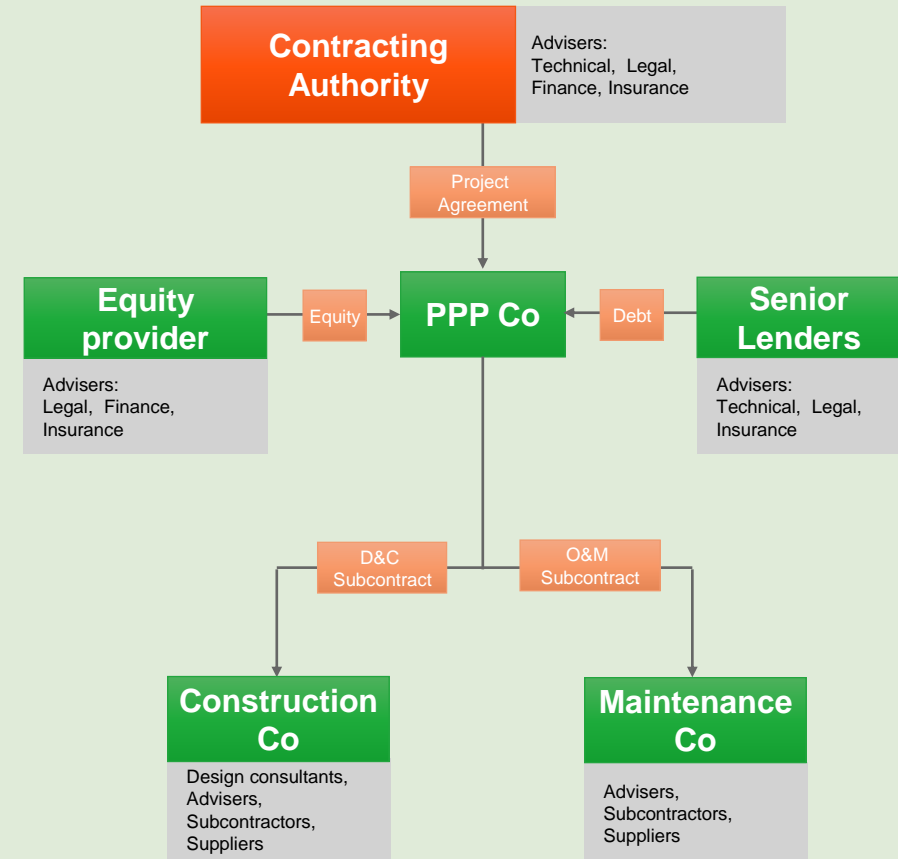 Contracting
Authority
Advisers:
Technical, Legal,
Finance, Insurance
Project
Agreement
Equity
provider
Equity
PPP Co
Debt
Senior
Lenders
Advisers:
Legal, Finance,
Insurance
Advisers:
Technical, Legal,
Insurance
D&C
Subcontract
O&M
Subcontract
Construction
Co
Design consultants,
Advisers,
Subcontractors,
Suppliers
Maintenance
Co
Advisers,
Subcontractors,
Suppliers